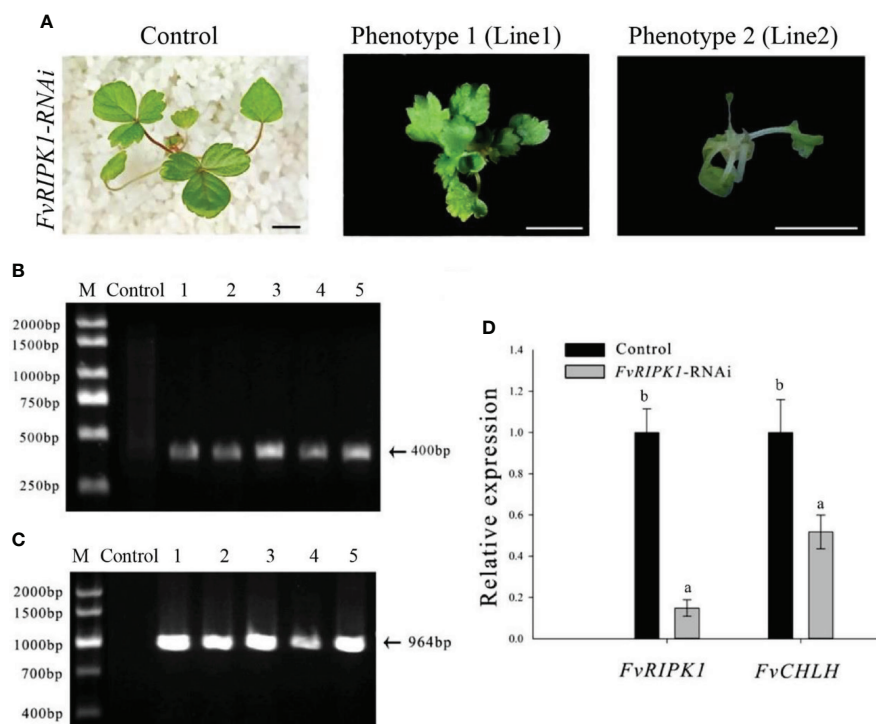 A
Control
Phenotype 1 (Line1)
Phenotype 2 (Line2)
FvRIPK1-RNAi
B
M Control 1 2 3 4 5
2000bp
1500bp
1000bp
750bp
500bp
250bp
←400bp
C
M Control 1 2 3 4 5
2000bp
1500bp
1000bp
700bp
400bp
←964bp
D
Relative expression
1.4
1.2
1.0
0.8
0.6
0.4
0.2
0.0
Control
FvRIPK1-RNAi
b
a
b
a
FvRIPK1
FvCHLH